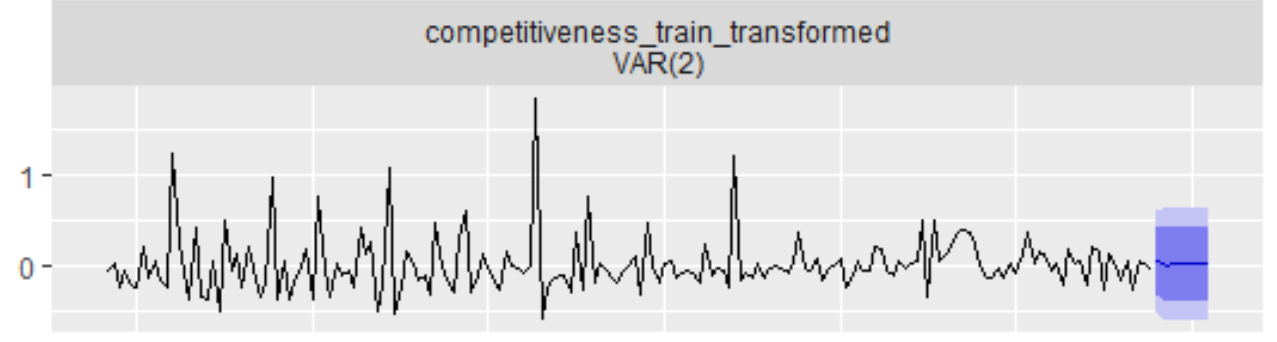 competitiveness_train_transformed
VAR(2)
1
0